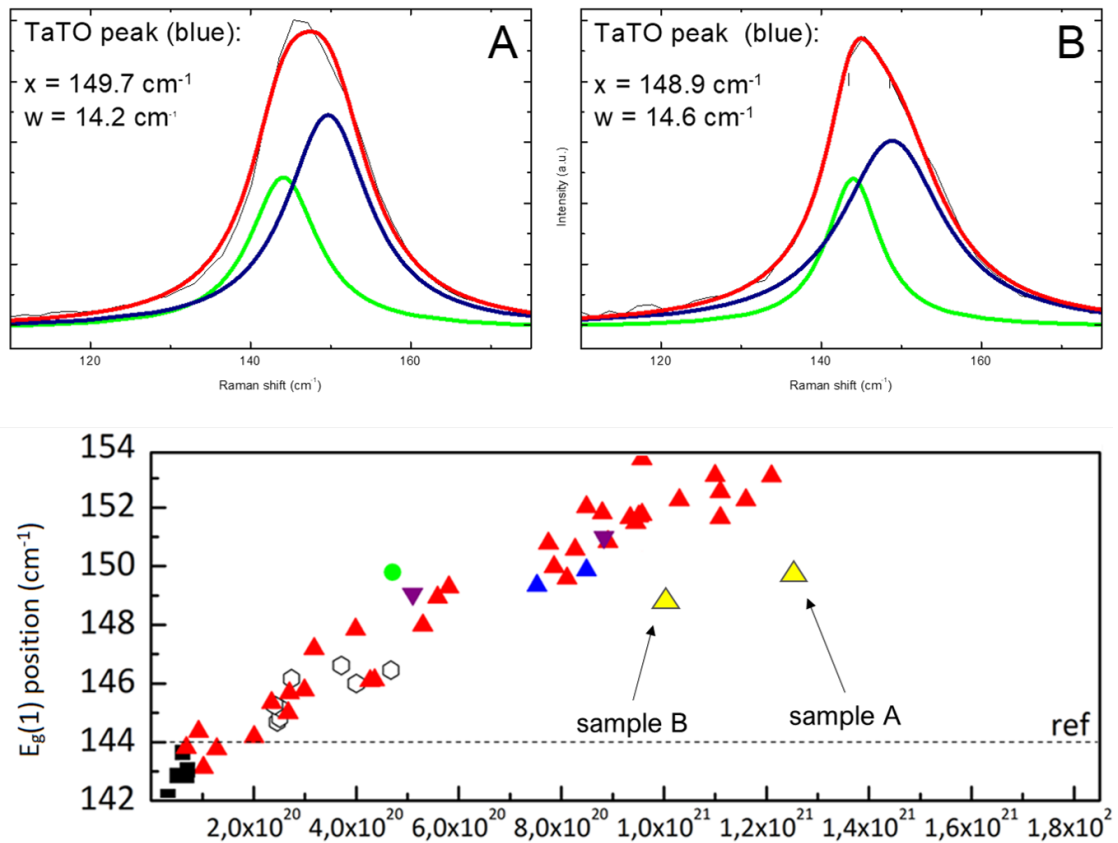 TaTO peak (blue):
x = 149.7 cm⁻¹
w = 14.2 cm⁻¹
A
120
140
160
Raman shift (cm⁻¹)
TaTO peak (blue):
x = 148.9 cm⁻¹
w = 14.6 cm⁻¹
B
Intensity (a.u.)
120
140
160
Raman shift (cm⁻¹)
E_g(1) position (cm⁻¹)
154
152
150
148
146
144
142
sample B
sample A
ref
2,0x10²⁰
4,0x10²⁰
6,0x10²⁰
8,0x10²⁰
1,0x10²¹
1,2x10²¹
1,4x10²¹
1,6x10²¹
1,8x10²